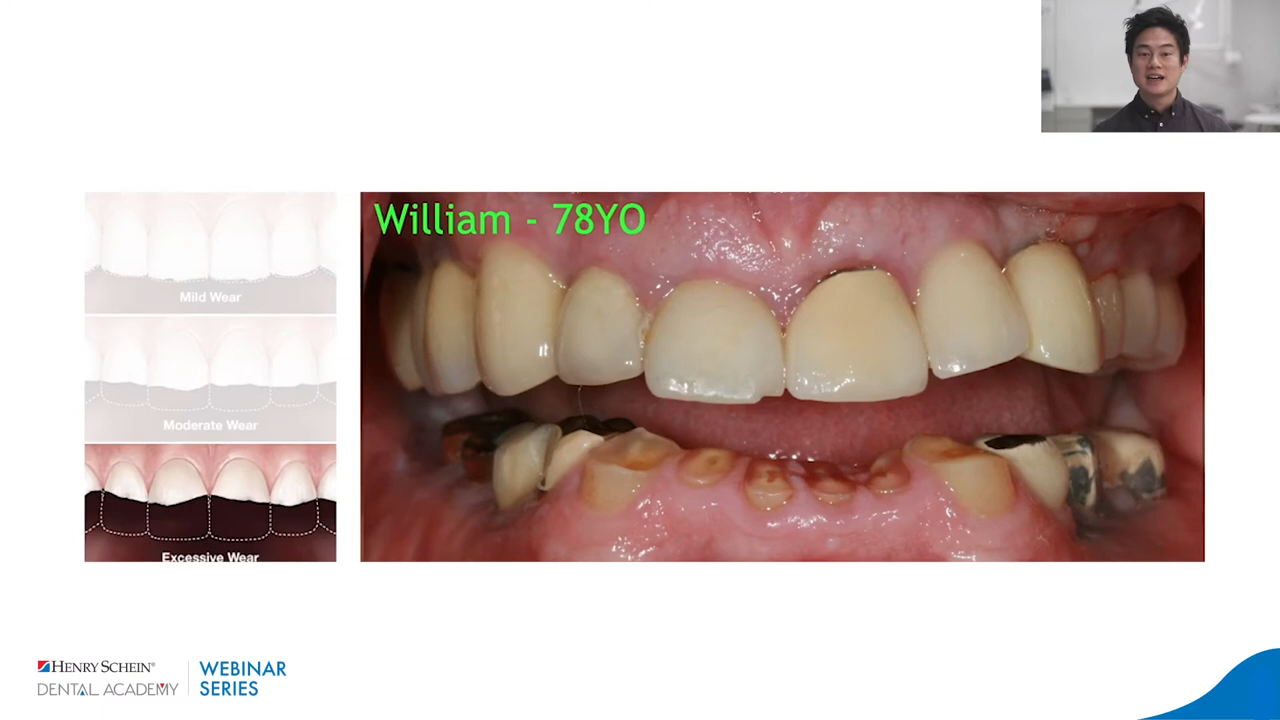 William - 78YO
Mild Wear
Moderate Wear
Excessive Wear
HENRY SCHEIN®
DENTAL ACADEMY
WEBINAR
SERIES